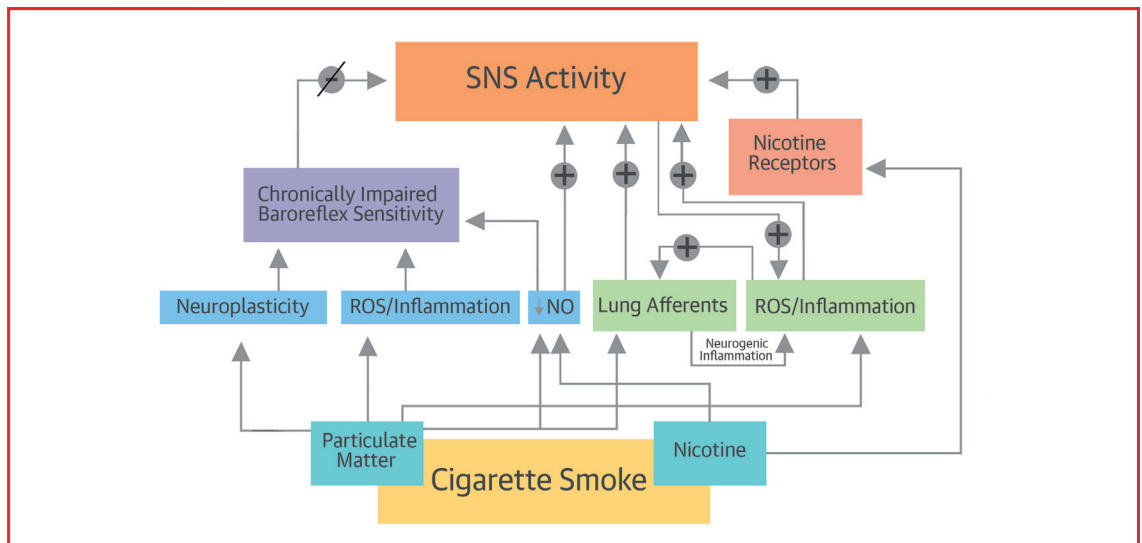 SNS Activity
Nicotine
Receptors
Chronically Impaired
Baroreflex Sensitivity
Neuroplasticity
ROS/Inflammation
↓NO
Lung Afferents
ROS/Inflammation
Neurogenic
Inflammation
Particulate
Matter
Nicotine
Cigarette Smoke